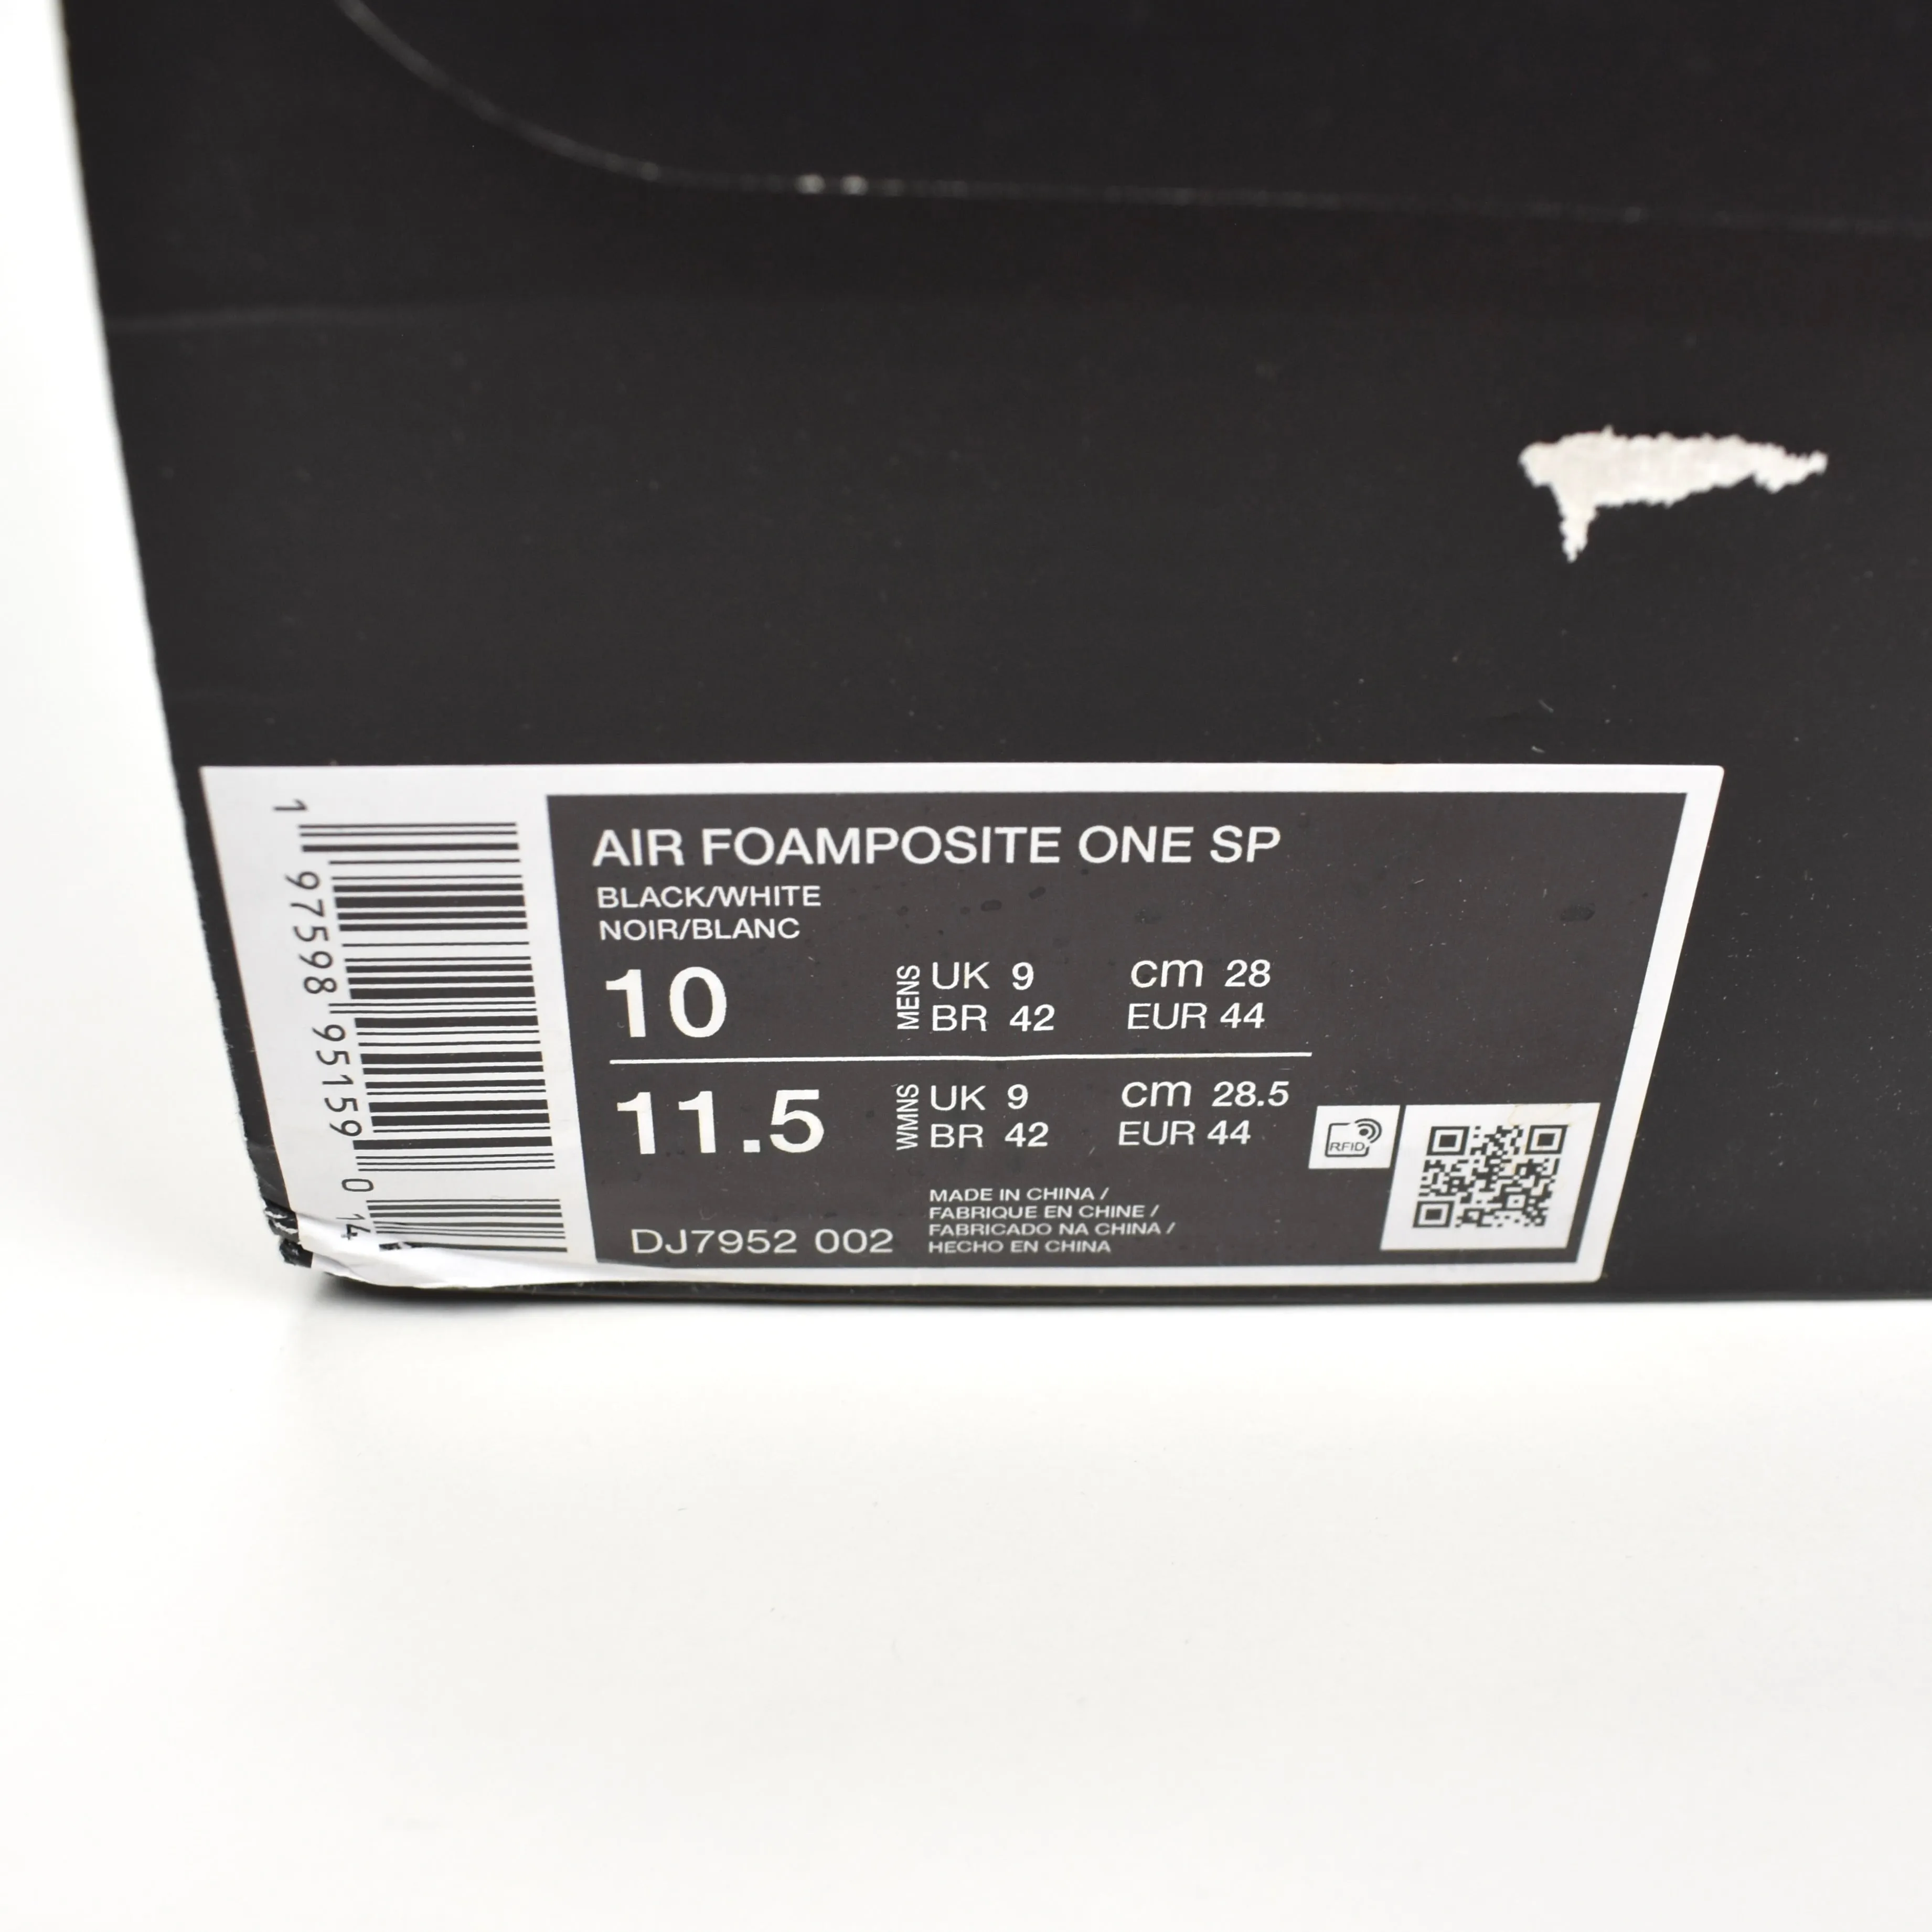 AIR FOAMPOSITE ONE SP
BLACK/WHITE
NOIR/BLANC
10 MENS UK 9 cm 28
BR 42 EUR 44
11.5 WMNS UK 9 cm 28.5
BR 42 EUR 44
RFID
DJ7952 002
MADE IN CHINA /
FABRIQUE EN CHINE /
FABRICADO NA CHINA /
HECHO EN CHINA
1 97598 95159 0 14